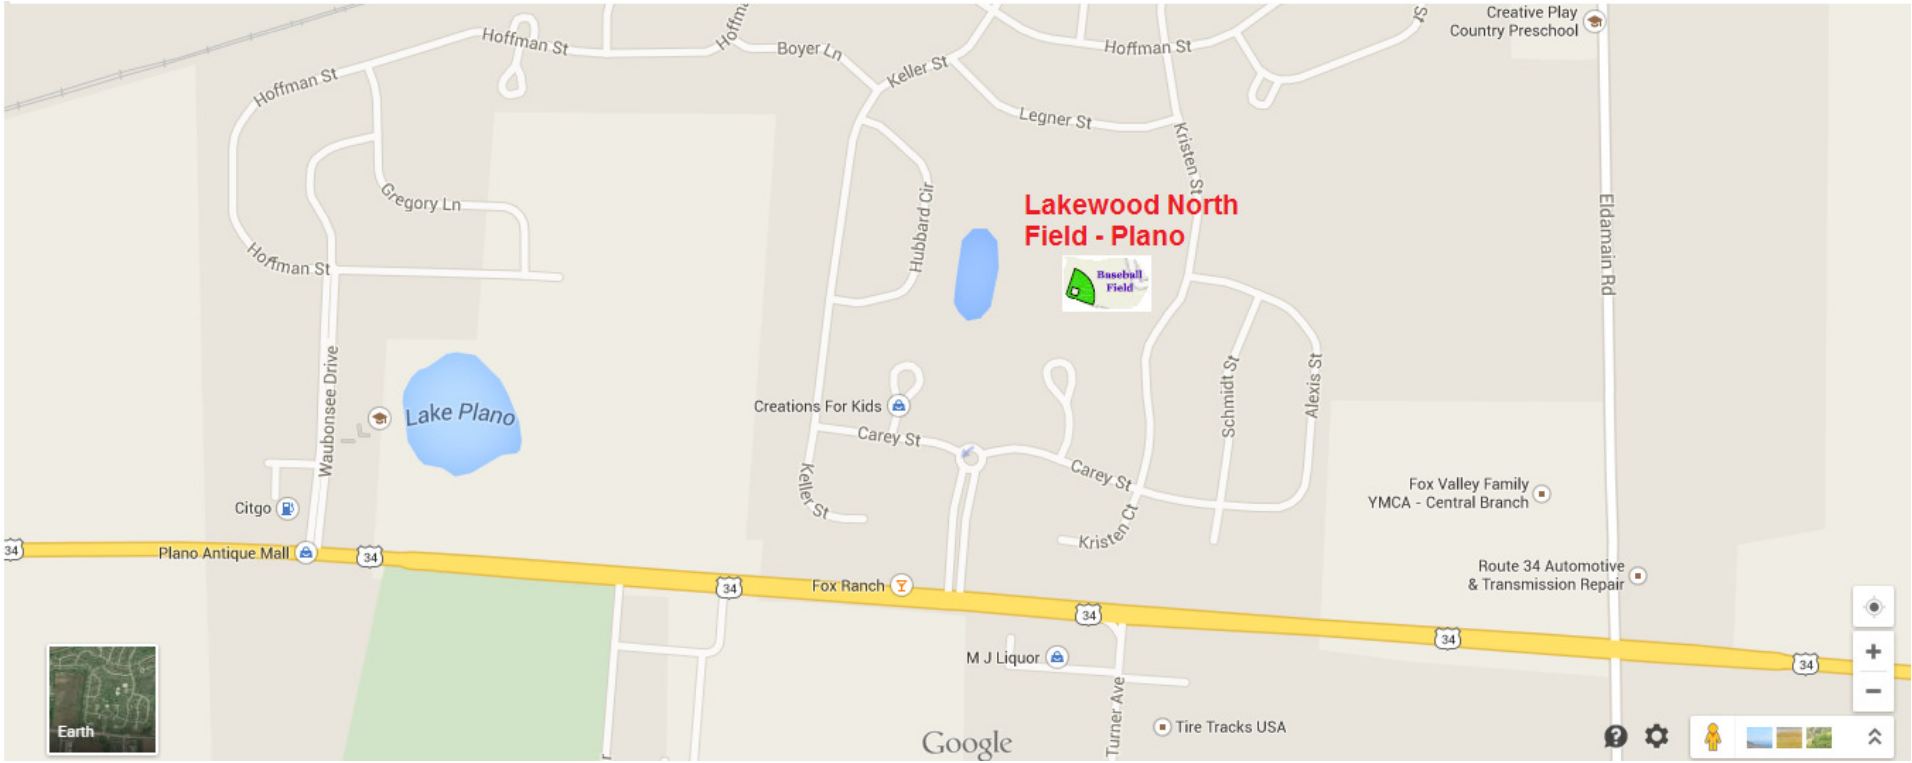 Creative Play
Country Preschool
Hoffman St
Hoffm
Boyer Ln
Hoffman St
St
Hoffman St
Keller St
Legner St
Kristen St
Gregory Ln
Hubbard Cir
Lakewood North
Field - Plano
Eldamain Rd
Hoffman St
Baseball
Field
Waubonsee Drive
Lake Plano
Schmidt St
Alexis St
Creations For Kids
Carey St
Carey St
Keller St
Fox Valley Family
YMCA - Central Branch
Citgo
Kristen Ct
34
Plano Antique Mall
34
Route 34 Automotive
& Transmission Repair
34
Fox Ranch
34
34
M J Liquor
34
Turner Ave
Earth
Tire Tracks USA
Google
r